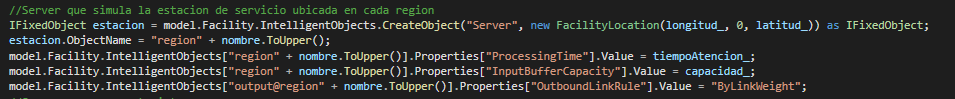 //Server que simula la estacion de servicio ubicada en cada region
IFixedObject estacion = model.Facility.IntelligentObjects.CreateObject("Server", new FacilityLocation(longitud_, 0, latitud_)) as IFixedObject;
estacion.ObjectName = "region" + nombre.ToUpper();
model.Facility.IntelligentObjects["region" + nombre.ToUpper()].Properties["ProcessingTime"].Value = tiempoAtencion_;
model.Facility.IntelligentObjects["region" + nombre.ToUpper()].Properties["InputBufferCapacity"].Value = capacidad_;
model.Facility.IntelligentObjects["output@region" + nombre.ToUpper()].Properties["OutboundLinkRule"].Value = "ByLinkWeight";